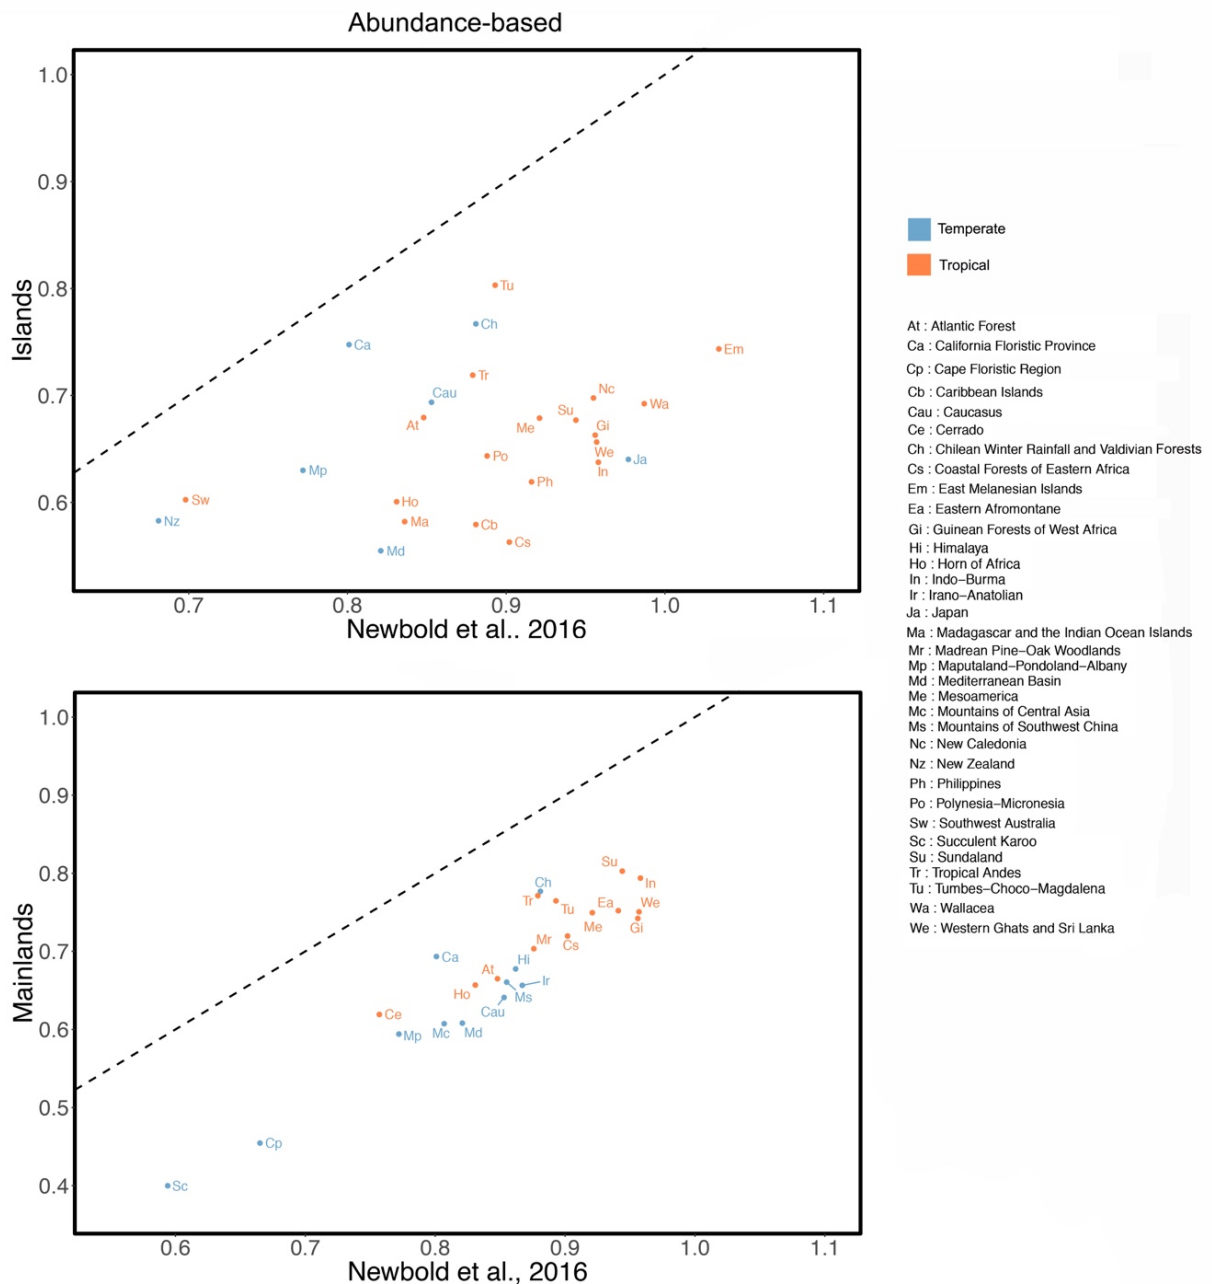 Abundance-based
1.0
0.9
0.8
0.7
0.6
Islands
Tu
Ch
Ca
Em
Tr
Cau
Nc
Wa
At
Su
Me
Gi
We
Po
Ja
In
Mp
Ph
Sw
Ho
Nz
Ma
Cb
Cs
Md
0.7
0.8
0.9
1.0
1.1
Newbold et al.. 2016
Temperate
Tropical
At : Atlantic Forest
Ca : California Floristic Province
Cp : Cape Floristic Region
Cb : Caribbean Islands
Cau : Caucasus
Ce : Cerrado
Ch : Chilean Winter Rainfall and Valdivian Forests
Cs : Coastal Forests of Eastern Africa
Em : East Melanesian Islands
Ea : Eastern Afromontane
Gi : Guinean Forests of West Africa
Hi : Himalaya
Ho : Horn of Africa
In : Indo–Burma
Ir : Irano–Anatolian
Ja : Japan
Ma : Madagascar and the Indian Ocean Islands
Mr : Madrean Pine–Oak Woodlands
Mp : Maputaland–Pondoland–Albany
Md : Mediterranean Basin
Me : Mesoamerica
Mc : Mountains of Central Asia
Ms : Mountains of Southwest China
Nc : New Caledonia
Nz : New Zealand
Ph : Philippines
Po : Polynesia–Micronesia
Sw : Southwest Australia
Sc : Succulent Karoo
Su : Sundaland
Tr : Tropical Andes
Tu : Tumbes–Choco–Magdalena
Wa : Wallacea
We : Western Ghats and Sri Lanka
1.0
0.9
0.8
0.7
0.6
0.5
0.4
Mainlands
Su
In
Ch
Tr
Tu
Ea
We
Me
Gi
Mr
Cs
Ca
Hi
At
Ir
Ho
Ms
Cau
Ce
Mp
Mc
Md
Cp
Sc
0.6
0.7
0.8
0.9
1.0
1.1
Newbold et al., 2016